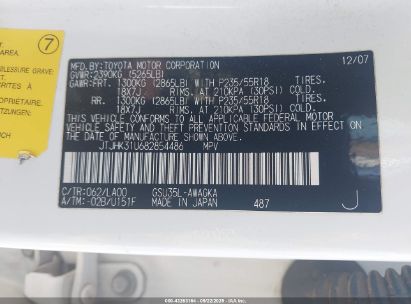 7
MFD. BY: TOYOTA MOTOR CORPORATION 12/07
GVWR: 2390KG (5265LB)
GAWR: FRT. 1300KG (2865LB) WITH P235/55R18 TIRES,
18X7J RIMS, AT 210KPA (30PSI) COLD
RR. 1300KG (2865LB) WITH P235/55R18 TIRES,
18X7J RIMS, AT 210KPA (30PSI) COLD
THIS VEHICLE CONFORMS TO ALL APPLICABLE FEDERAL MOTOR
VEHICLE SAFETY AND THEFT PREVENTION STANDARDS IN EFFECT ON
THE DATE OF MANUFACTURE SHOWN ABOVE.
JTJHK31U682854486 MPV
C/TR: 062/LA00 GSU35L-AWAGKA
A/TM: -02B/U151F MADE IN JAPAN 487 J